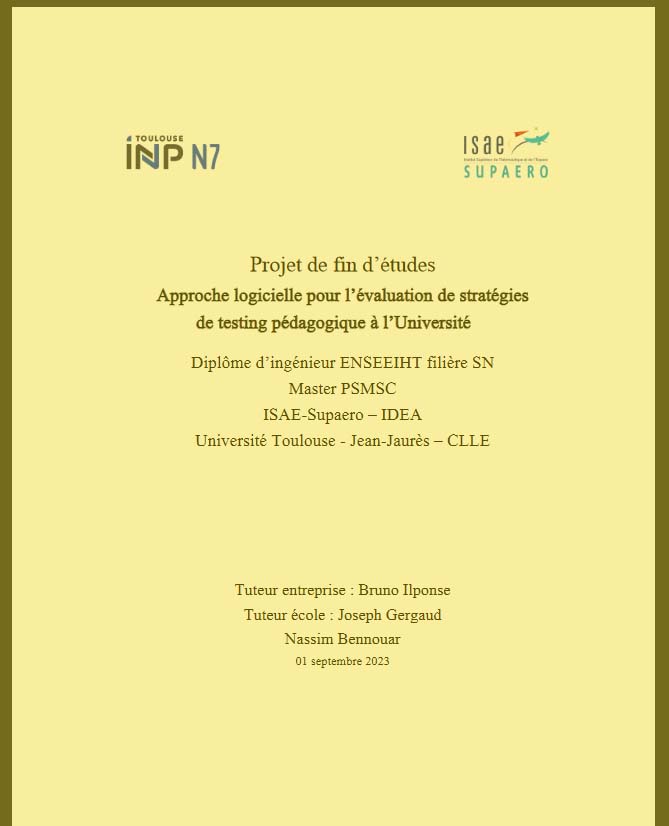 TOULOUSE
INP N7
isae
Institut Supérieur de l'Aéronautique et de l'Espace
SUPAERO
Projet de fin d'études
Approche logicielle pour l'évaluation de stratégies
de testing pédagogique à l'Université
Diplôme d'ingénieur ENSEEIHT filière SN
Master PSMSC
ISAE-Supaero – IDEA
Université Toulouse - Jean-Jaurès – CLLE
Tuteur entreprise : Bruno Ilponse
Tuteur école : Joseph Gergaud
Nassim Bennouar
01 septembre 2023